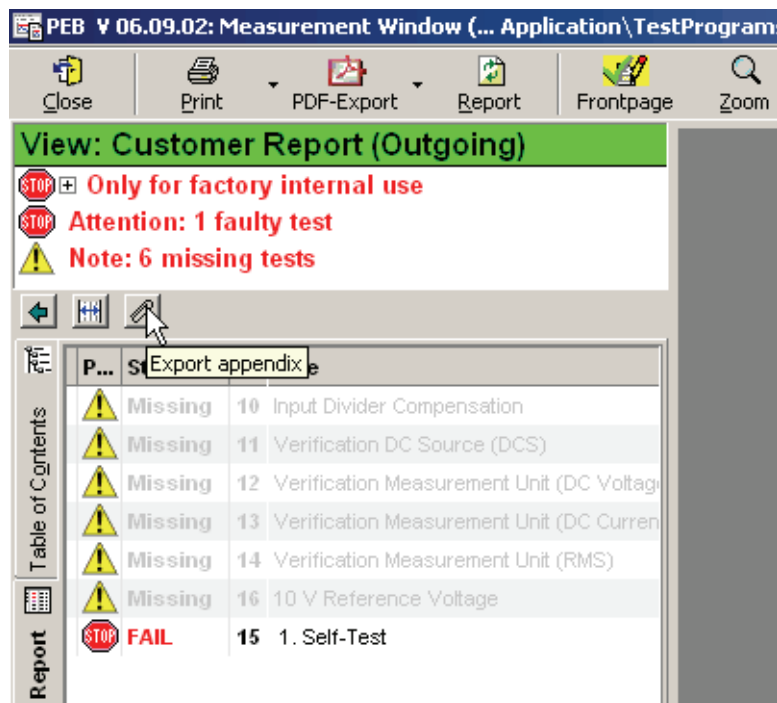 PEB V 06.09.02: Measurement Window (... Application\TestPrograms
Close Print PDF-Export Report Frontpage Zoom
View: Customer Report (Outgoing)
STOP Only for factory internal use
STOP Attention: 1 faulty test
Note: 6 missing tests
Export appendix
P... St e
Missing 10 Input Divider Compensation
Missing 11 Verification DC Source (DCS)
Missing 12 Verification Measurement Unit (DC Voltag
Missing 13 Verification Measurement Unit (DC Curren
Missing 14 Verification Measurement Unit (RMS)
Missing 16 10 V Reference Voltage
STOP FAIL 15 1. Self-Test
Table of Contents
Report